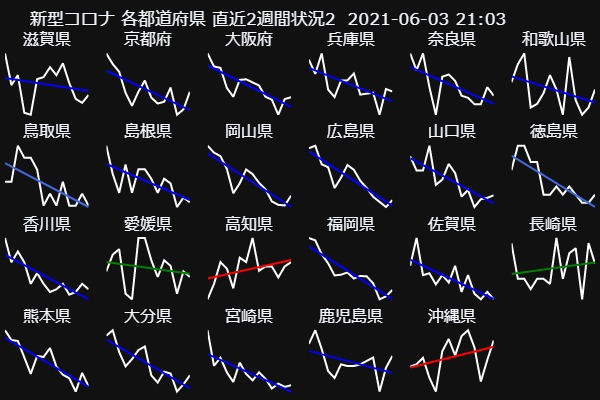 新型コロナ 各都道府県 直近2週間状況2 2021-06-03 21:03
滋賀県 京都府 大阪府 兵庫県 奈良県 和歌山県
鳥取県 島根県 岡山県 広島県 山口県 徳島県
香川県 愛媛県 高知県 福岡県 佐賀県 長崎県
熊本県 大分県 宮崎県 鹿児島県 沖縄県